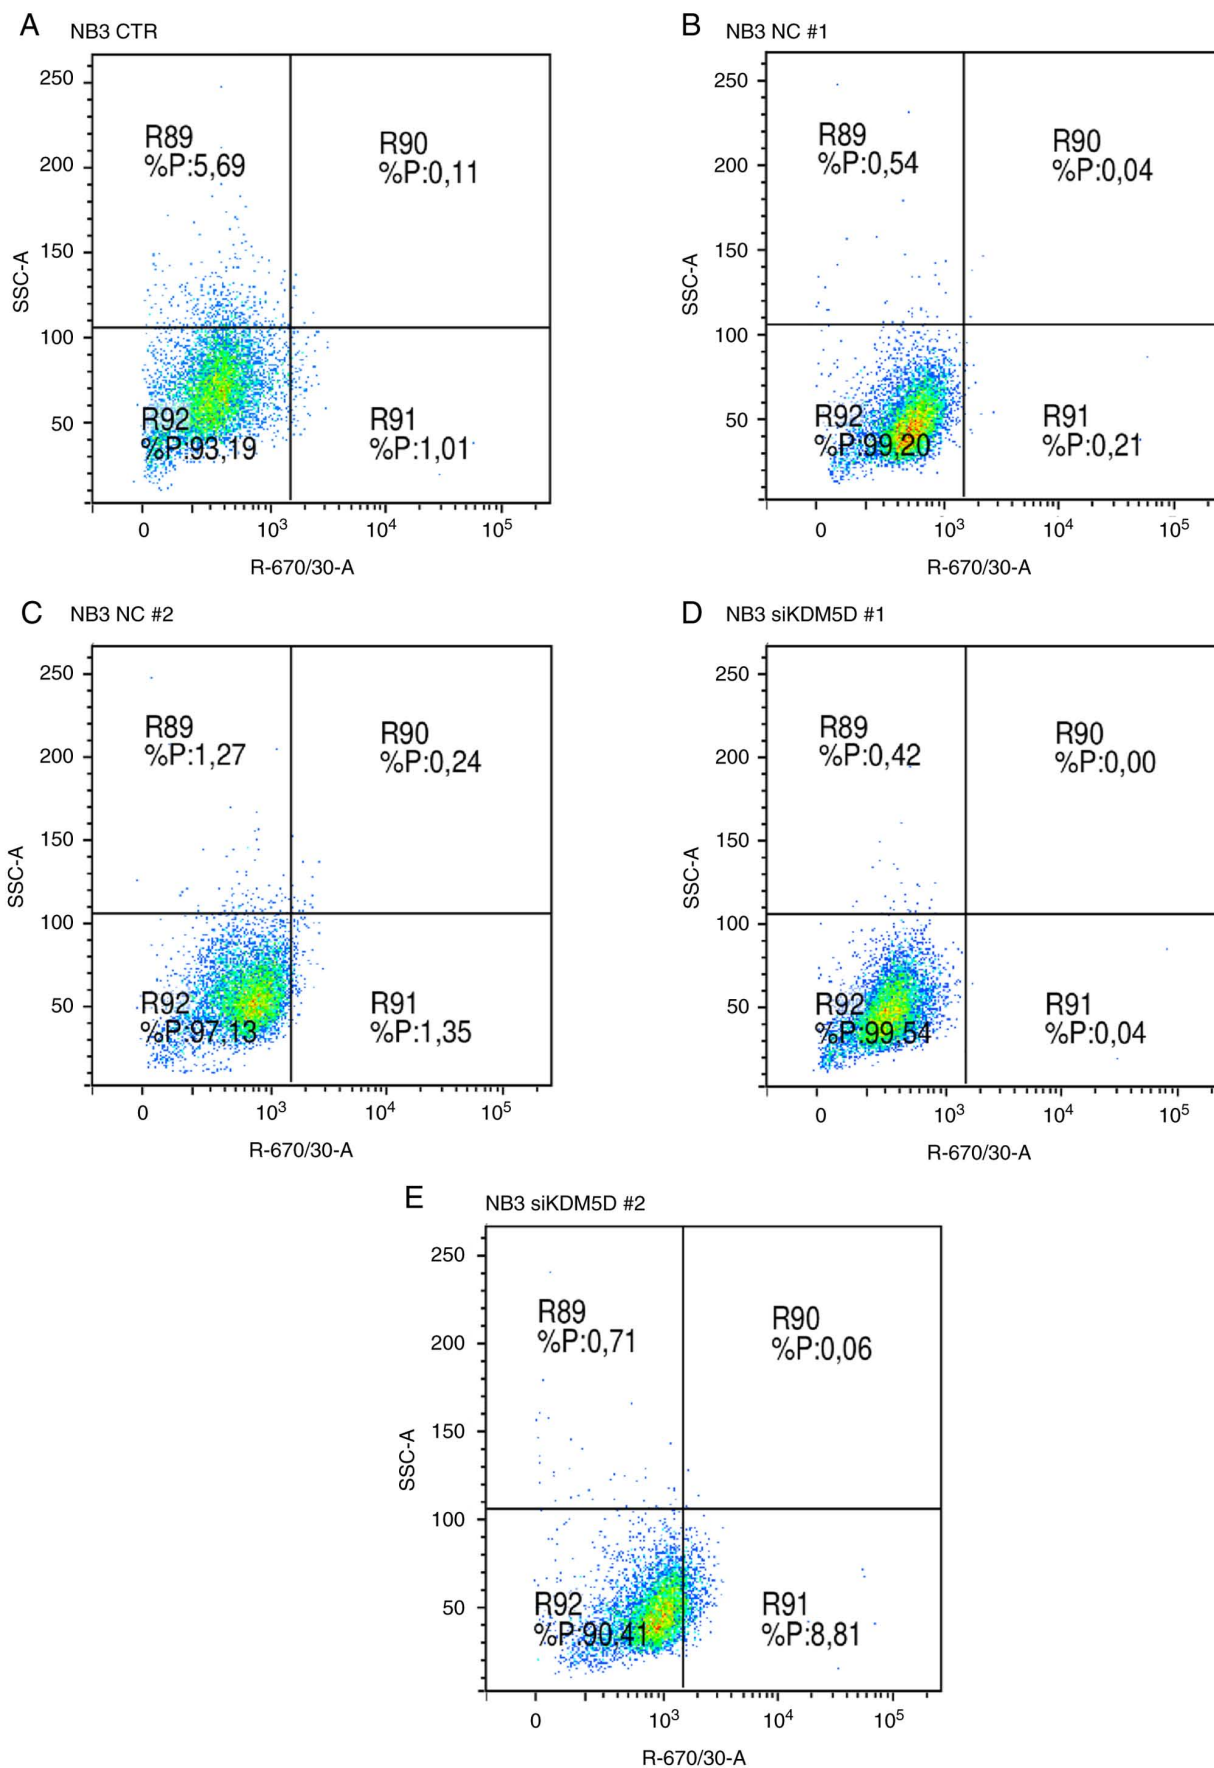 A NB3 CTR
250
200
150
100
50
SSC-A
R89
%P:5,69
R90
%P:0,11
R92
%P:93,19
R91
%P:1,01
0 10³ 10⁴ 10⁵
R-670/30-A
B NB3 NC #1
250
200
150
100
50
SSC-A
R89
%P:0,54
R90
%P:0,04
R92
%P:99,20
R91
%P:0,21
0 10³ 10⁴ 10⁵
R-670/30-A
C NB3 NC #2
250
200
150
100
50
SSC-A
R89
%P:1,27
R90
%P:0,24
R92
%P:97,13
R91
%P:1,35
0 10³ 10⁴ 10⁵
R-670/30-A
D NB3 siKDM5D #1
250
200
150
100
50
SSC-A
R89
%P:0,42
R90
%P:0,00
R92
%P:99,54
R91
%P:0,04
0 10³ 10⁴ 10⁵
R-670/30-A
E NB3 siKDM5D #2
250
200
150
100
50
SSC-A
R89
%P:0,71
R90
%P:0,06
R92
%P:90,41
R91
%P:8,81
0 10³ 10⁴ 10⁵
R-670/30-A